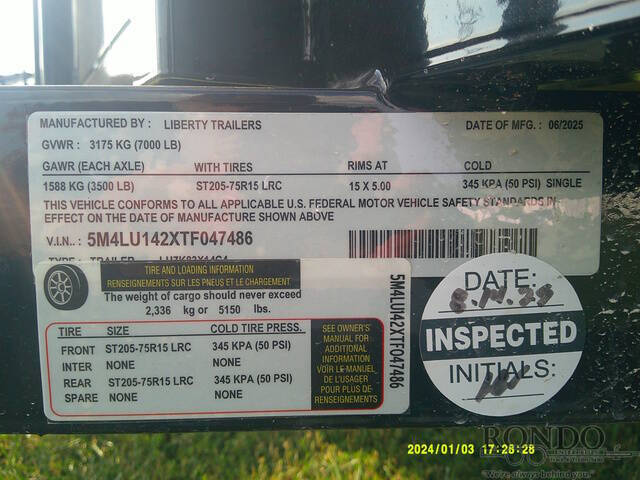 MANUFACTURED BY: LIBERTY TRAILERS DATE OF MFG. : 06/2025
GVWR: 3175 KG (7000 LB)
GAWR (EACH AXLE) WITH TIRES RIMS AT COLD
1588 KG (3500 LB) ST205-75R15 LRC 15 X 5.00 345 KPA (50 PSI) SINGLE
THIS VEHICLE CONFORMS TO ALL APPLICABLE U.S. FEDERAL MOTOR VEHICLE SAFETY STANDARDS IN
EFFECT ON THE DATE OF MANUFACTURE SHOWN ABOVE
V.I.N.: 5M4LU142XTF047486
TYPE: TRAILER
TIRE AND LOADING INFORMATION
RENSEIGNEMENTS SUR LES PNEUS ET LE CHARGEMENT
The weight of cargo should never exceed
2,336 kg or 5150 lbs.
TIRE SIZE COLD TIRE PRESS.
FRONT ST205-75R15 LRC 345 KPA (50 PSI)
INTER NONE NONE
REAR ST205-75R15 LRC 345 KPA (50 PSI)
SPARE NONE NONE
SEE OWNER'S
MANUAL FOR
ADDITIONAL
INFORMATION
VOIR LE MANUEL
DE L'USAGER
POUR PLUS DE
RENSEIGNEMENTS
5M4LU142XTF047486
DATE:
INSPECTED
INITIALS:
2024/01/03 17:28:28
RONDO